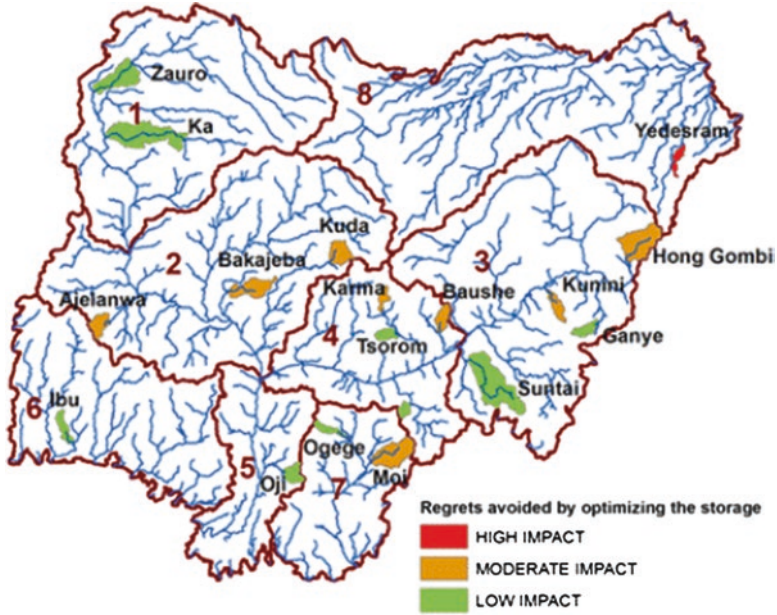 Zauro
8
1
Ka
Yedesram
Kuda
2
Bakajeba
3
Hong Gombi
Karma
Baushe
Kunini
Ajelanwa
4
Tsorom
Ganye
Suntai
6
Ibu
Ogege
5
Oji
7
Moi
Regrets avoided by optimizing the storage
HIGH IMPACT
MODERATE IMPACT
LOW IMPACT